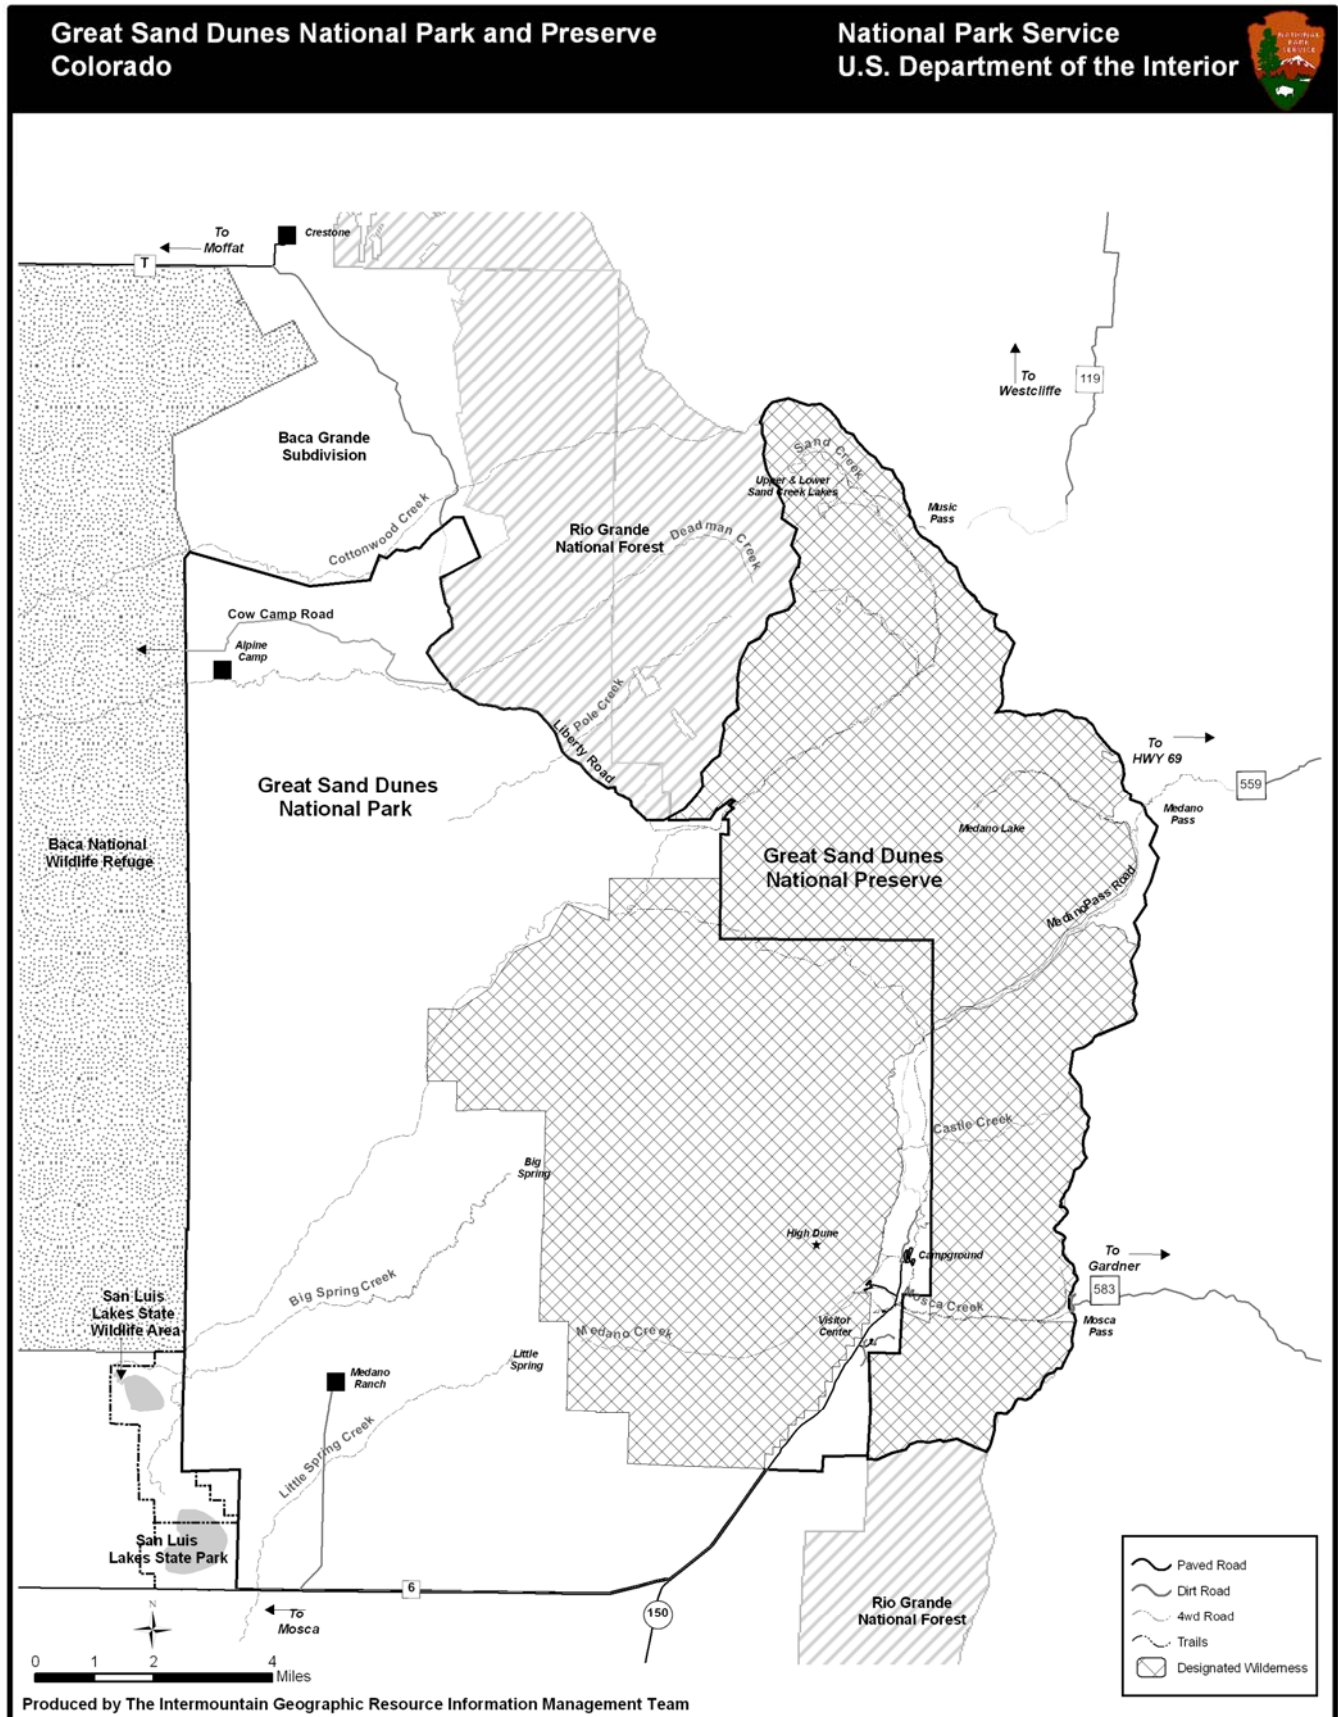 Great Sand Dunes National Park and Preserve
Colorado
National Park Service
U.S. Department of the Interior
NATIONAL
PARK
SERVICE
To
Moffat
Crestone
T
To
Westcliffe
119
Baca Grande
Subdivision
Sand Creek
Upper & Lower
Sand Creek Lakes
Music
Pass
Cottonwood Creek
Rio Grande
National Forest
Deadman Creek
Cow Camp Road
Alpine
Camp
Pole Creek
Liberty Road
To
HWY 69
559
Great Sand Dunes
National Park
Medano
Pass
Medano Lake
Baca National
Wildlife Refuge
Great Sand Dunes
National Preserve
Medano Pass Road
Castle Creek
Big
Spring
High Dune
Campground
To
Gardner
583
Big Spring Creek
San Luis
Lakes State
Wildlife Area
Mosca Creek
Mosca
Pass
Visitor
Center
Medano Creek
Little
Spring
Medano
Ranch
Little Spring Creek
San Luis
Lakes State Park
6
150
To
Mosca
Rio Grande
National Forest
Paved Road
Dirt Road
4wd Road
Trails
Designated Wilderness
N
0 1 2 4
Miles
Produced by The Intermountain Geographic Resource Information Management Team